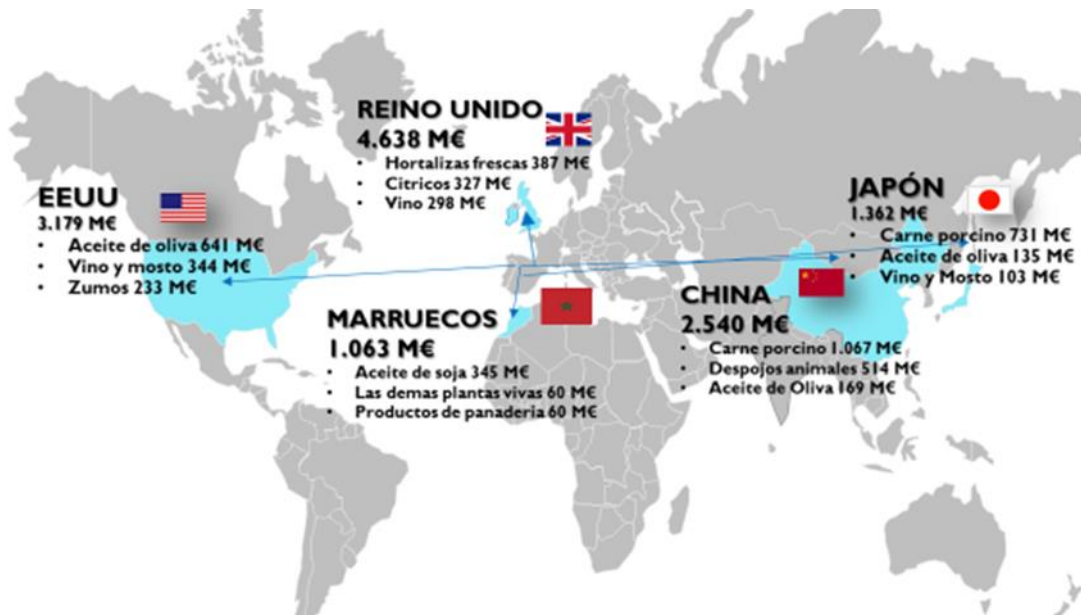 REINO UNIDO
4.638 M€
• Hortalizas frescas 387 M€
• Citricos 327 M€
• Vino 298 M€
EEUU
3.179 M€
• Aceite de oliva 641 M€
• Vino y mosto 344 M€
• Zumos 233 M€
JAPÓN
1.362 M€
• Carne porcino 731 M€
• Aceite de oliva 135 M€
• Vino y Mosto 103 M€
MARRUECOS
1.063 M€
• Aceite de soja 345 M€
• Las demas plantas vivas 60 M€
• Productos de panaderia 60 M€
CHINA
2.540 M€
• Carne porcino 1.067 M€
• Despojos animales 514 M€
• Aceite de Oliva 169 M€